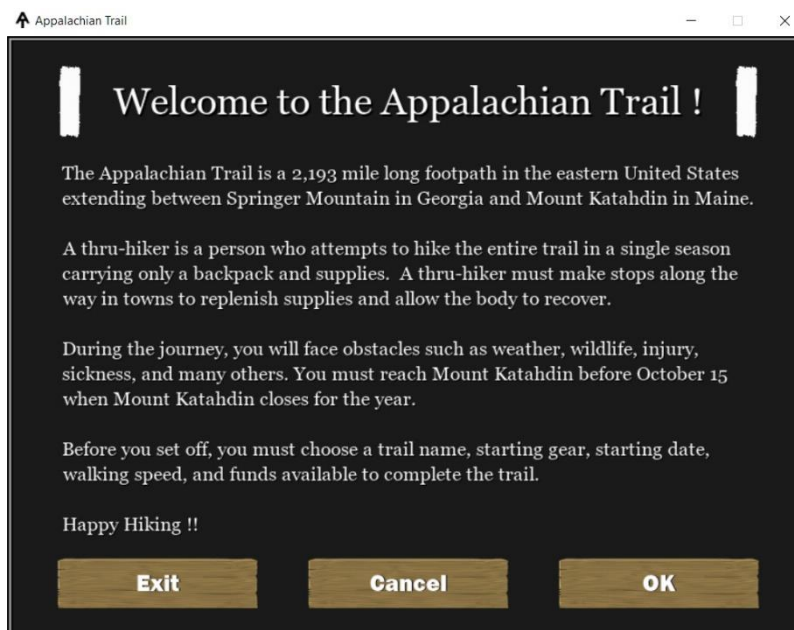 Appalachian Trail
Welcome to the Appalachian Trail !
The Appalachian Trail is a 2,193 mile long footpath in the eastern United States
extending between Springer Mountain in Georgia and Mount Katahdin in Maine.
A thru-hiker is a person who attempts to hike the entire trail in a single season
carrying only a backpack and supplies.  A thru-hiker must make stops along the
way in towns to replenish supplies and allow the body to recover.
During the journey, you will face obstacles such as weather, wildlife, injury,
sickness, and many others. You must reach Mount Katahdin before October 15
when Mount Katahdin closes for the year.
Before you set off, you must choose a trail name, starting gear, starting date,
walking speed, and funds available to complete the trail.
Happy Hiking !!
Exit
Cancel
OK